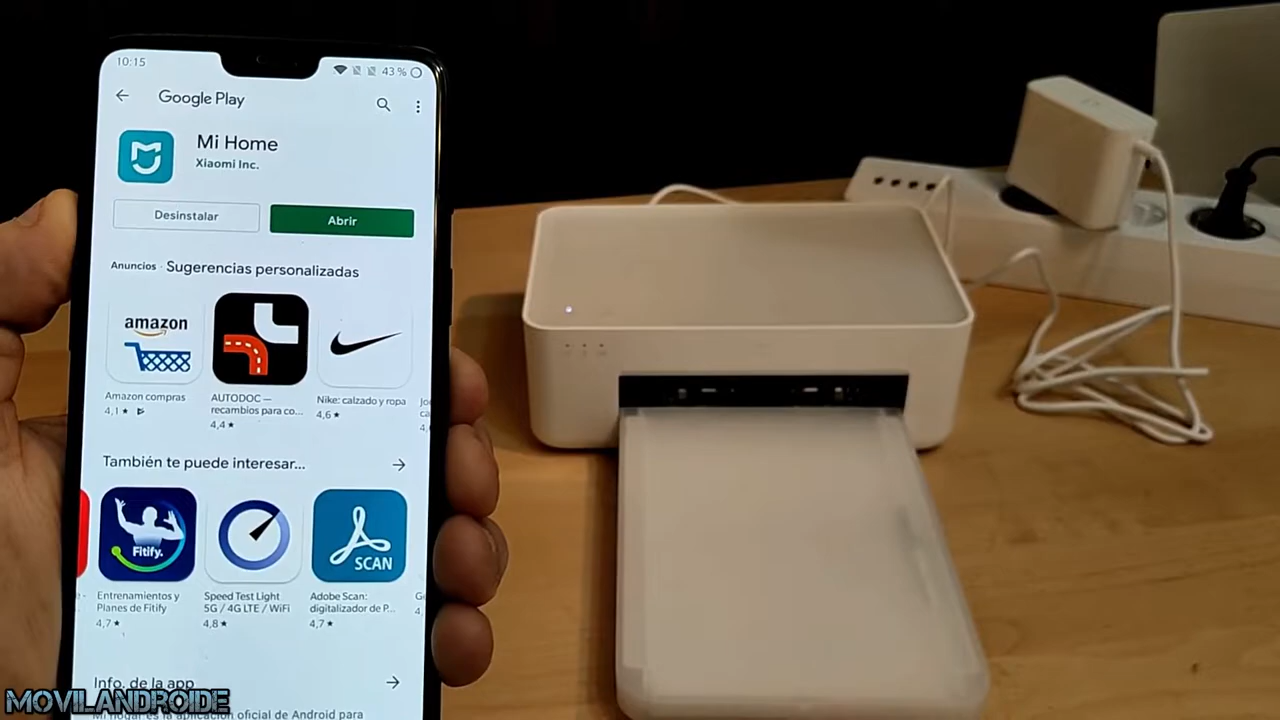 10:15
43 %
Google Play
Mi Home
Xiaomi Inc.
Desinstalar
Abrir
Anuncios · Sugerencias personalizadas
amazon
Amazon compras
4,1 ★
AUTODOC —
recambios para co...
4,4 ★
Nike: calzado y ropa
4,6 ★
También te puede interesar...
Fitify.
SCAN
Entrenamientos y
Planes de Fitify
4,7 ★
Speed Test Light
5G / 4G LTE / WiFi
4,8 ★
Adobe Scan:
digitalizador de P...
4,7 ★
Info. de la app
Mi hogar es la aplicación oficial de Android para
MOVILANDROIDE